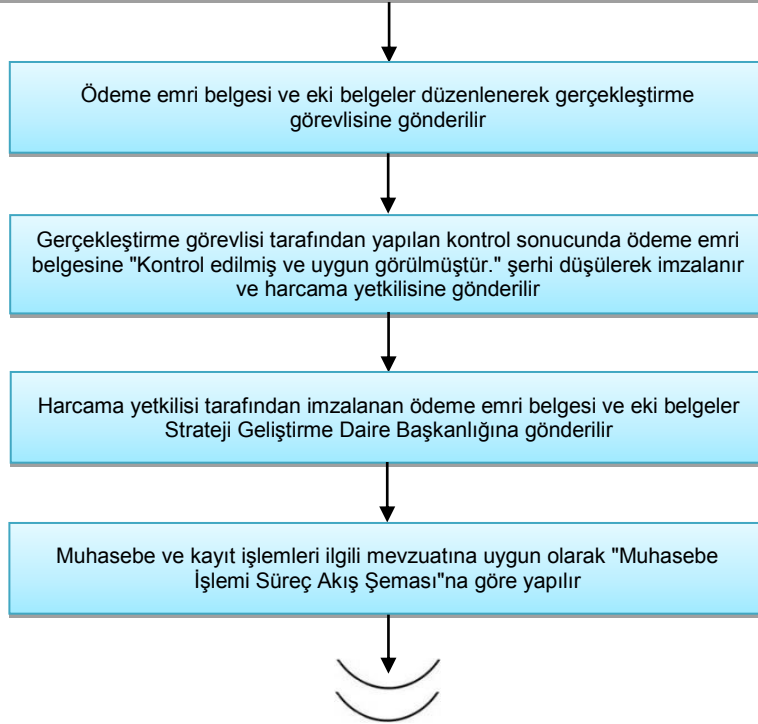 Ödeme emri belgesi ve eki belgeler düzenlenerek gerçekleştirme
görevlisine gönderilir
Gerçekleştirme görevlisi tarafından yapılan kontrol sonucunda ödeme emri
belgesine "Kontrol edilmiş ve uygun görülmüştür." şerhi düşülerek imzalanır
ve harcama yetkilisine gönderilir
Harcama yetkilisi tarafından imzalanan ödeme emri belgesi ve eki belgeler
Strateji Geliştirme Daire Başkanlığına gönderilir
Muhasebe ve kayıt işlemleri ilgili mevzuatına uygun olarak "Muhasebe
İşlemi Süreç Akış Şeması"na göre yapılır